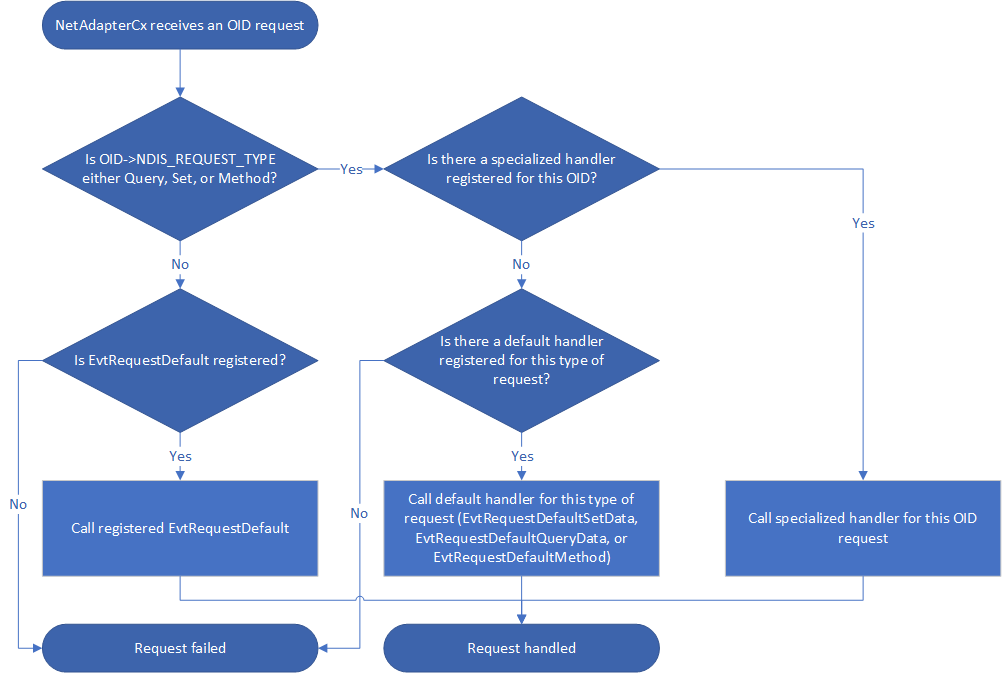 NetAdapterCx receives an OID request
Is OID->NDIS_REQUEST_TYPE
either Query, Set, or Method?
Yes
Is there a specialized handler
registered for this OID?
Yes
No
No
Is EvtRequestDefault registered?
Is there a default handler
registered for this type of
request?
Yes
Yes
No
No
Call registered EvtRequestDefault
Call default handler for this type of
request (EvtRequestDefaultSetData,
EvtRequestDefaultQueryData, or
EvtRequestDefaultMethod)
Call specialized handler for this OID
request
Request failed
Request handled